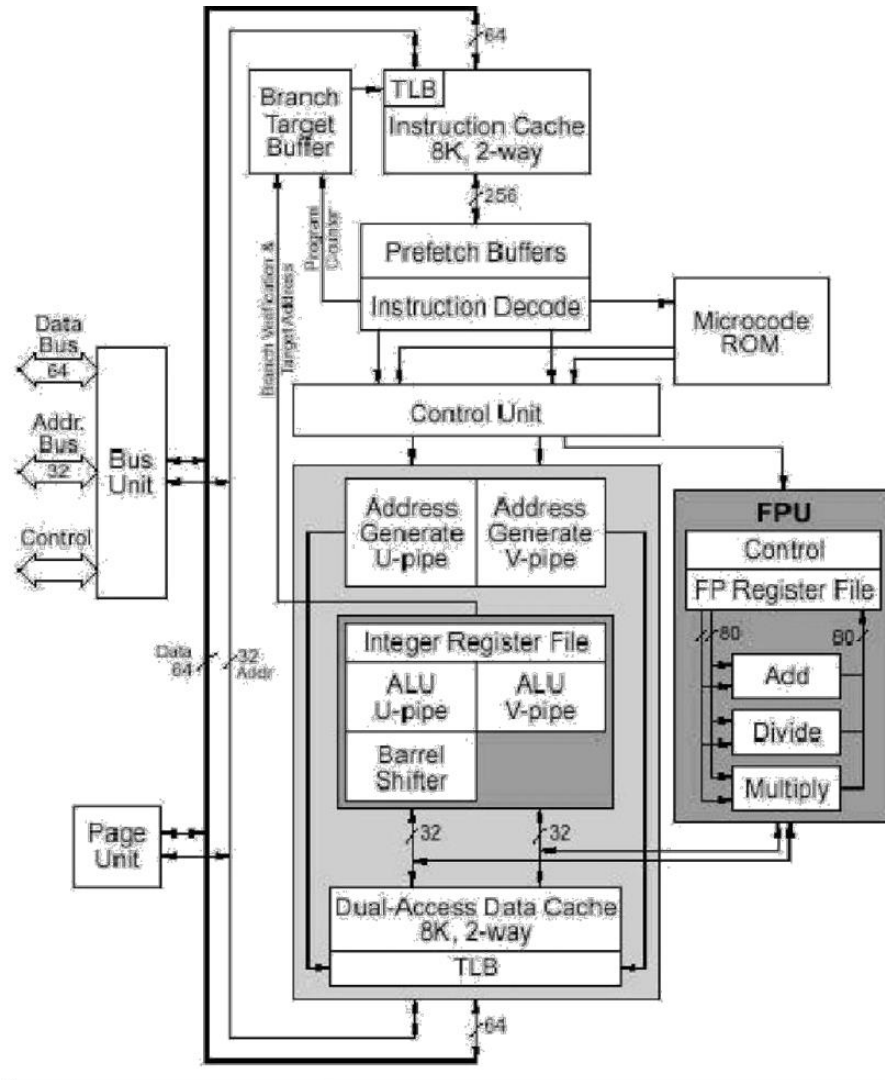 64
Branch
Target
Buffer
TLB
Instruction Cache
8K, 2-way
256
Branch Verification &
Target Address
Program
Counter
Prefetch Buffers
Instruction Decode
Microcode
ROM
Data
Bus
64
Addr.
Bus
32
Control
Bus
Unit
Control Unit
Address
Generate
U-pipe
Address
Generate
V-pipe
FPU
Control
FP Register File
80
80
Add
Divide
Multiply
Integer Register File
ALU
U-pipe
ALU
V-pipe
Barrel
Shifter
Data
64
32
Addr
32
32
Page
Unit
Dual-Access Data Cache
8K, 2-way
TLB
64